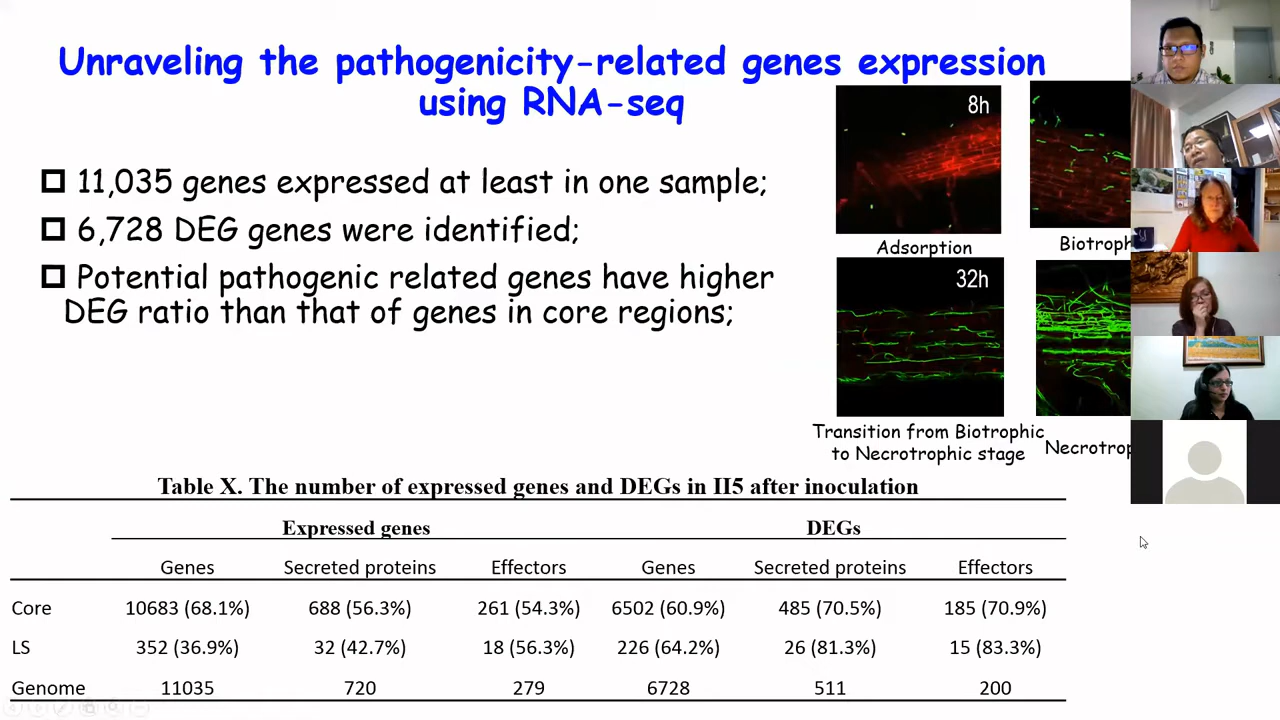 Unraveling the pathogenicity-related genes expression
using RNA-seq
11,035 genes expressed at least in one sample;
6,728 DEG genes were identified;
Potential pathogenic related genes have higher
DEG ratio than that of genes in core regions;
8h
Adsorption
Biotroph
32h
Transition from Biotrophic
to Necrotrophic stage
Necrotrop
Table X. The number of expressed genes and DEGs in II5 after inoculation
Expressed genes DEGs
Genes Secreted proteins Effectors Genes Secreted proteins Effectors
Core 10683 (68.1%) 688 (56.3%) 261 (54.3%) 6502 (60.9%) 485 (70.5%) 185 (70.9%)
LS 352 (36.9%) 32 (42.7%) 18 (56.3%) 226 (64.2%) 26 (81.3%) 15 (83.3%)
Genome 11035 720 279 6728 511 200